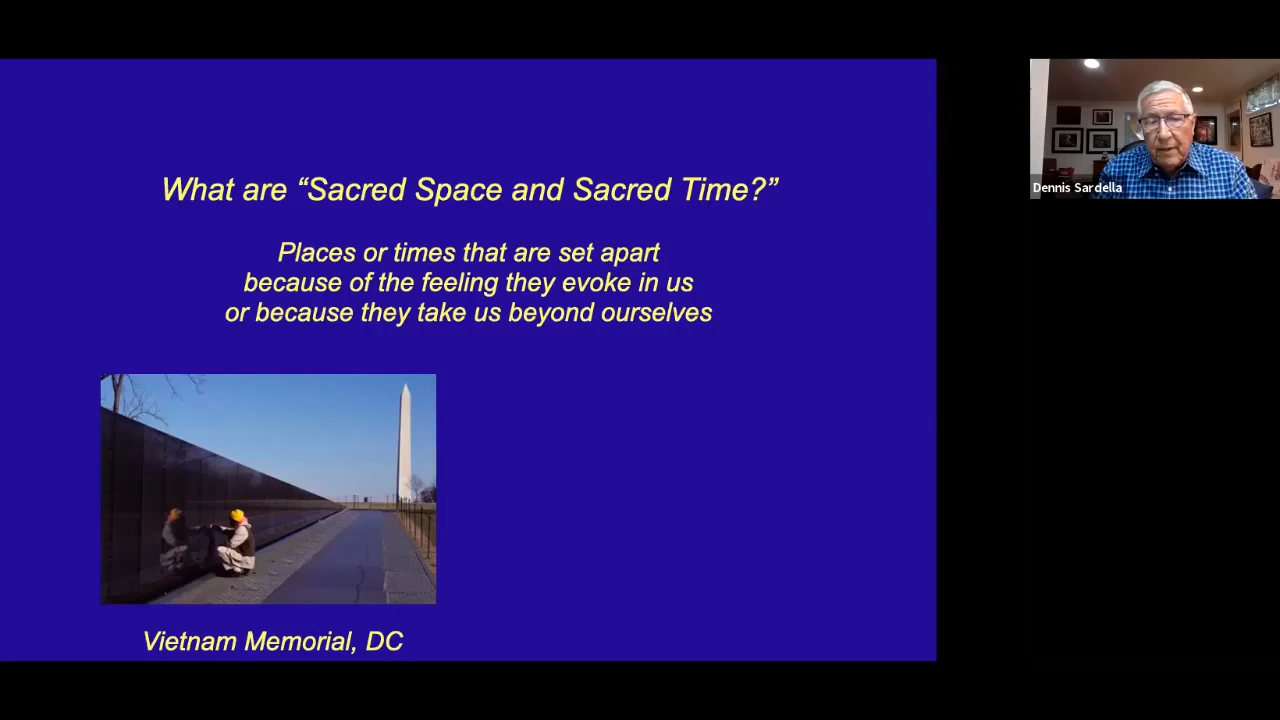 What are “Sacred Space and Sacred Time?”
Places or times that are set apart
because of the feeling they evoke in us
or because they take us beyond ourselves
Vietnam Memorial, DC
Dennis Sardella